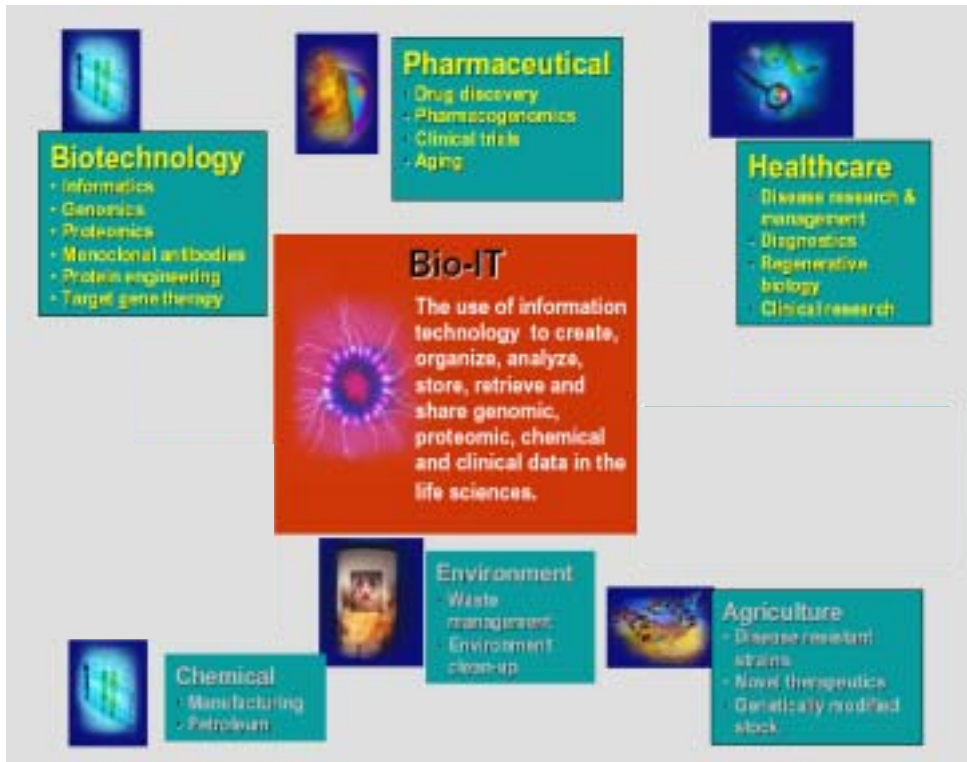 Pharmaceutical
- Drug discovery
- Pharmacogenomics
- Clinical trials
- Aging
Biotechnology
• Informatics
• Genomics
• Proteomics
• Monoclonal antibodies
• Protein engineering
• Target gene therapy
Healthcare
- Disease research &
management
- Diagnostics
- Regenerative
biology
- Clinical research
Bio-IT
The use of information
technology to create,
organize, analyze,
store, retrieve and
share genomic,
proteomic, chemical
and clinical data in the
life sciences.
Environment
- Waste
management
- Environment
clean-up
Chemical
- Manufacturing
- Petroleum
Agriculture
- Disease resistant
strains
- Novel therapeutics
- Genetically modified
stock